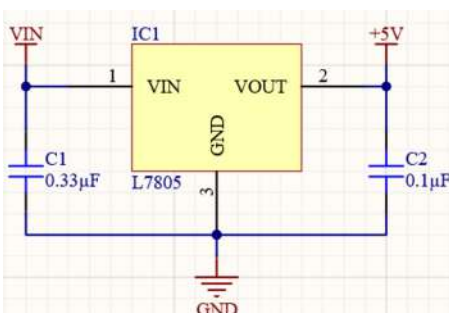 VIN
IC1
+5V
1
VIN
VOUT
2
GND
C1
0.33µF
L7805
3
C2
0.1µF
GND